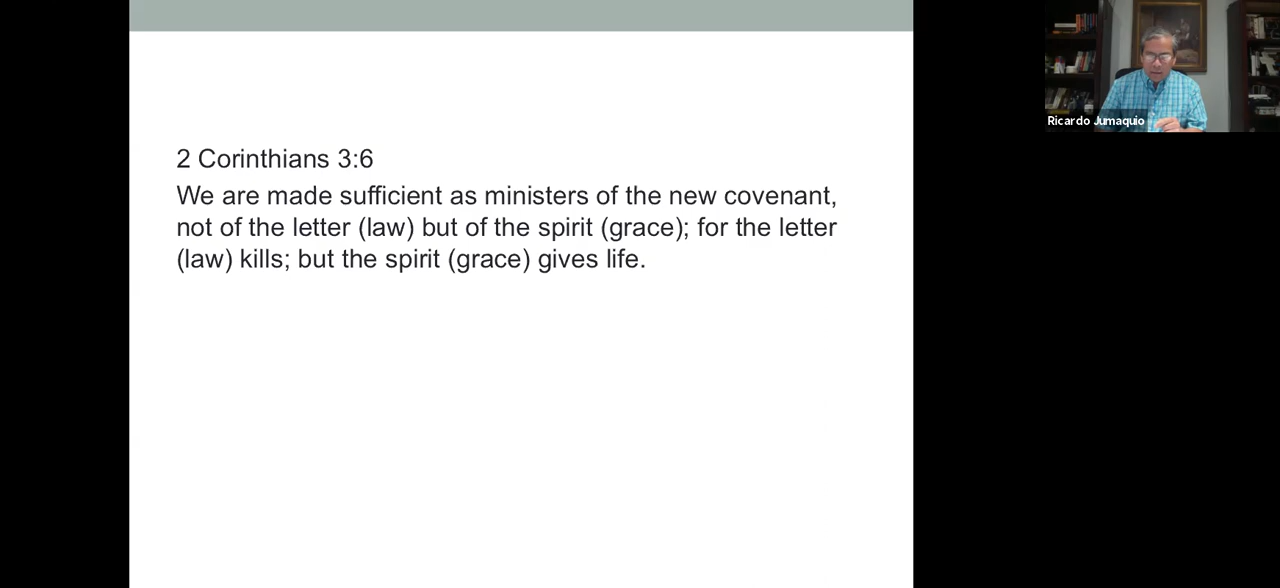 2 Corinthians 3:6
We are made sufficient as ministers of the new covenant,
not of the letter (law) but of the spirit (grace); for the letter
(law) kills; but the spirit (grace) gives life.
Ricardo Jumaquio